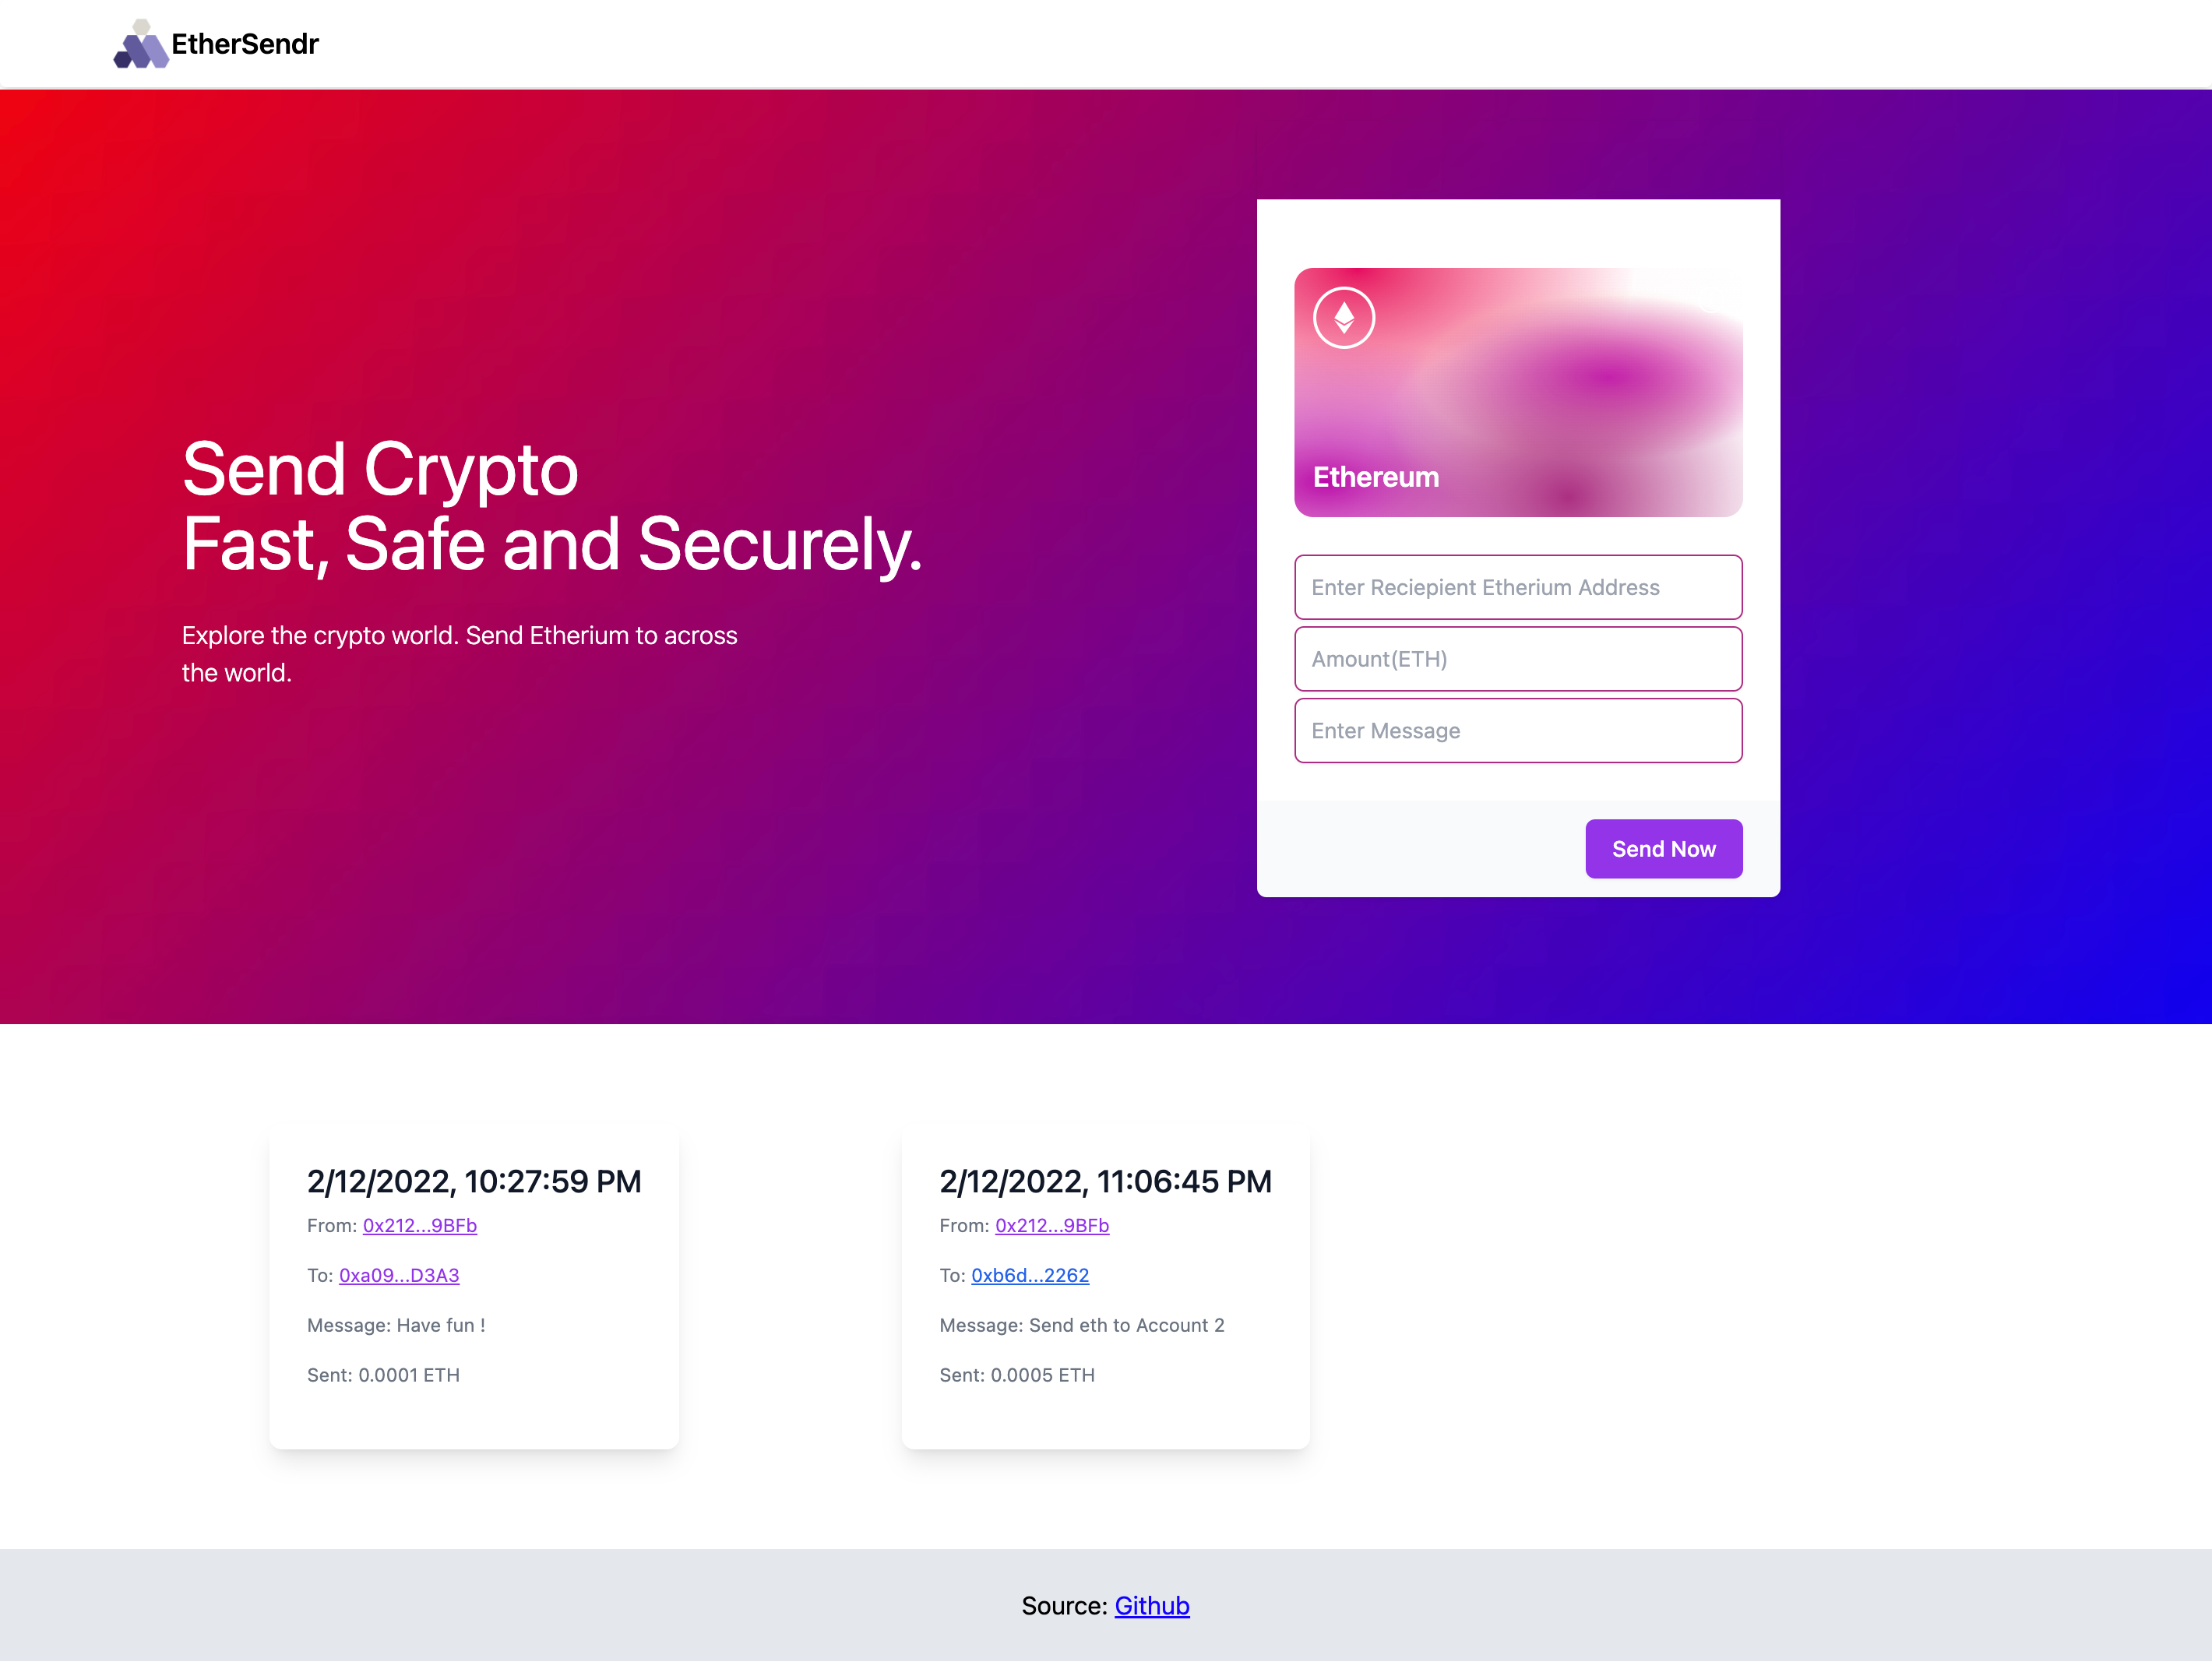 EtherSendr
Send Crypto
Fast, Safe and Securely.
Explore the crypto world. Send Etherium to across
the world.
Ethereum
Enter Reciepient Etherium Address
Amount(ETH)
Enter Message
Send Now
2/12/2022, 10:27:59 PM
From: 0x212...9BFb
To: 0xa09...D3A3
Message: Have fun !
Sent: 0.0001 ETH
2/12/2022, 11:06:45 PM
From: 0x212...9BFb
To: 0xb6d...2262
Message: Send eth to Account 2
Sent: 0.0005 ETH
Source: Github